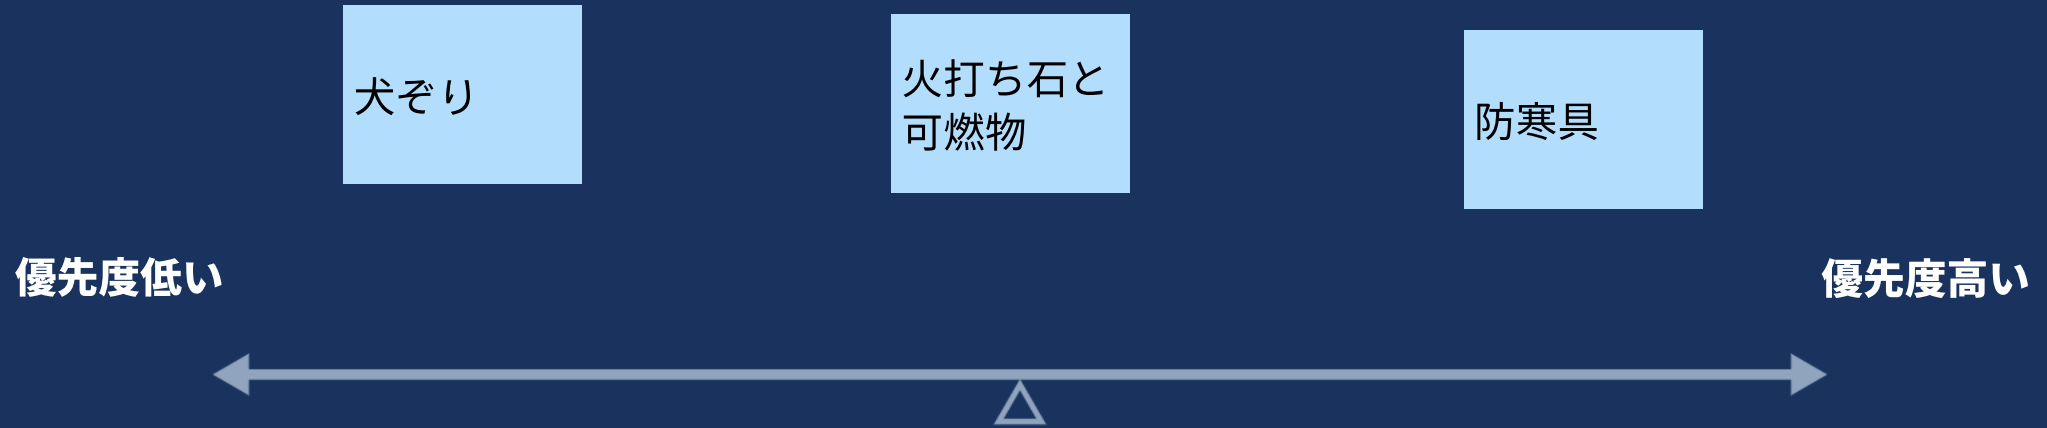 犬ぞり
火打ち石と
可燃物
防寒具
優先度低い
優先度高い